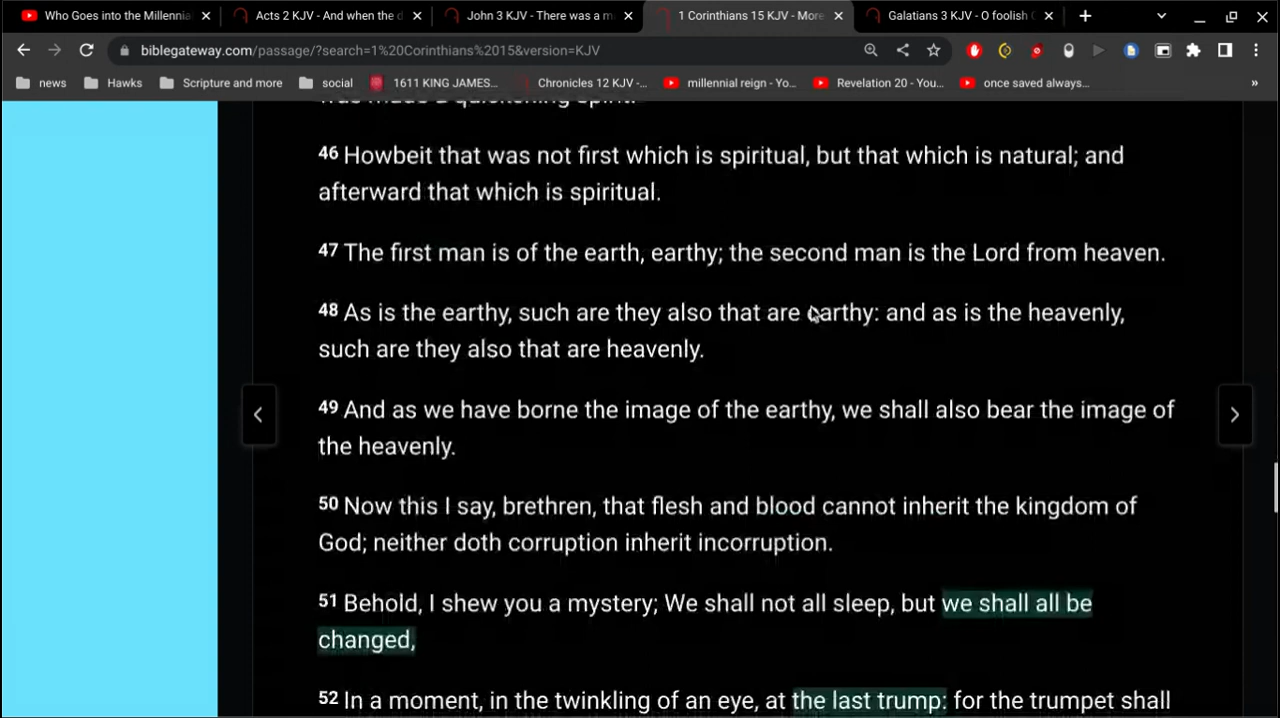 Who Goes into the Millennia
Acts 2 KJV - And when the d
John 3 KJV - There was a m
1 Corinthians 15 KJV - More
Galatians 3 KJV - O foolish G
biblegateway.com/passage/?search=1%20Corinthians%2015&version=KJV
news
Hawks
Scripture and more
social
1611 KING JAMES...
Chronicles 12 KJV -...
millennial reign - Yo...
Revelation 20 - You...
once saved always...
»
was made a quickening spirit.
46 Howbeit that was not first which is spiritual, but that which is natural; and
afterward that which is spiritual.
47 The first man is of the earth, earthy; the second man is the Lord from heaven.
48 As is the earthy, such are they also that are earthy: and as is the heavenly,
such are they also that are heavenly.
49 And as we have borne the image of the earthy, we shall also bear the image of
the heavenly.
50 Now this I say, brethren, that flesh and blood cannot inherit the kingdom of
God; neither doth corruption inherit incorruption.
51 Behold, I shew you a mystery; We shall not all sleep, but we shall all be
changed,
52 In a moment, in the twinkling of an eye, at the last trump: for the trumpet shall